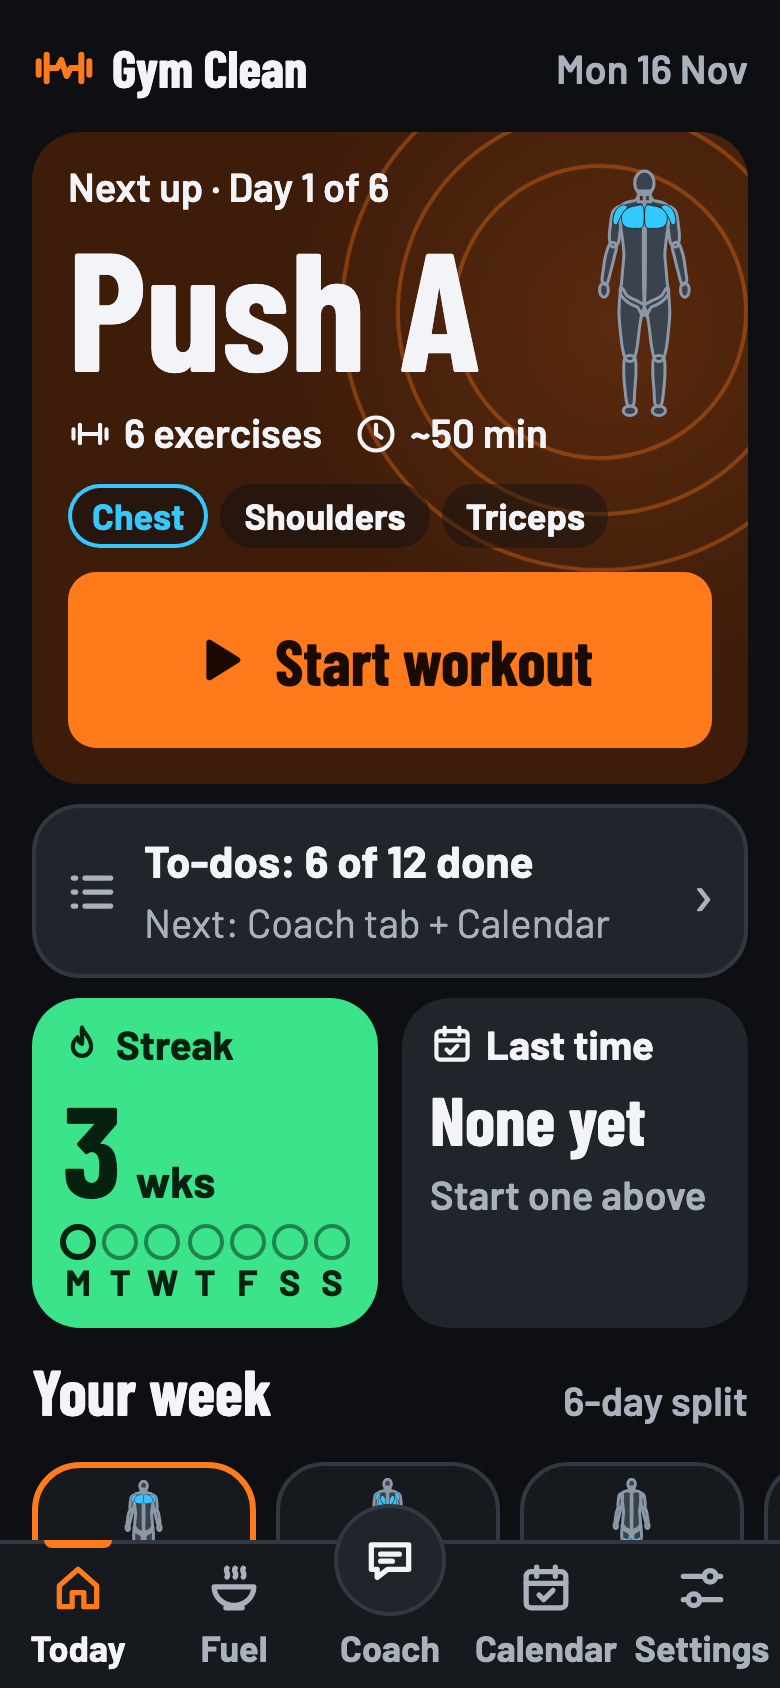 Gym Clean
Mon 16 Nov
Next up · Day 1 of 6
Push A
6 exercises
~50 min
Chest
Shoulders
Triceps
Start workout
To-dos: 6 of 12 done
Next: Coach tab + Calendar
Streak
3 wks
M T W T F S S
Last time
None yet
Start one above
Your week
6-day split
Today
Fuel
Coach
Calendar
Settings